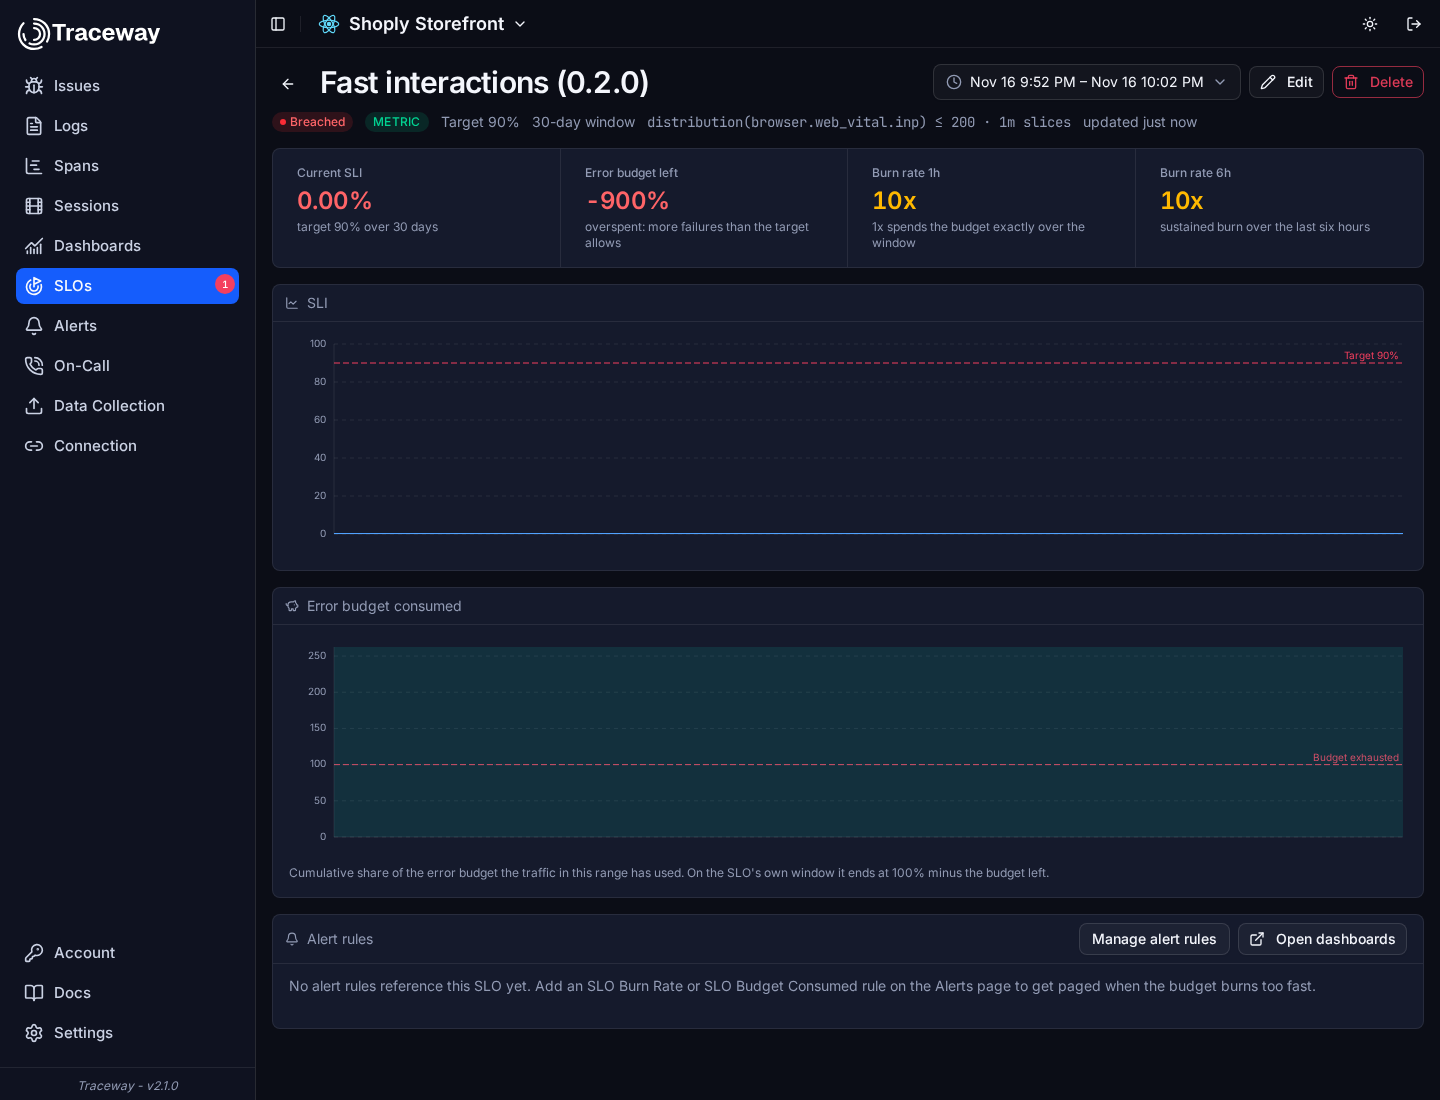 Traceway
Issues
Logs
Spans
Sessions
Dashboards
SLOs
1
Alerts
On-Call
Data Collection
Connection
Account
Docs
Settings
Traceway - v2.1.0
Shoply Storefront
Fast interactions (0.2.0)
Nov 16 9:52 PM – Nov 16 10:02 PM
Edit
Delete
Breached
METRIC
Target 90%
30-day window
distribution(browser.web_vital.inp) ≤ 200 · 1m slices
updated just now
Current SLI
0.00%
target 90% over 30 days
Error budget left
-900%
overspent: more failures than the target
allows
Burn rate 1h
10x
1x spends the budget exactly over the
window
Burn rate 6h
10x
sustained burn over the last six hours
SLI
100
Target 90%
80
60
40
20
0
Error budget consumed
250
200
150
100
Budget exhausted
50
0
Cumulative share of the error budget the traffic in this range has used. On the SLO's own window it ends at 100% minus the budget left.
Alert rules
Manage alert rules
Open dashboards
No alert rules reference this SLO yet. Add an SLO Burn Rate or SLO Budget Consumed rule on the Alerts page to get paged when the budget burns too fast.